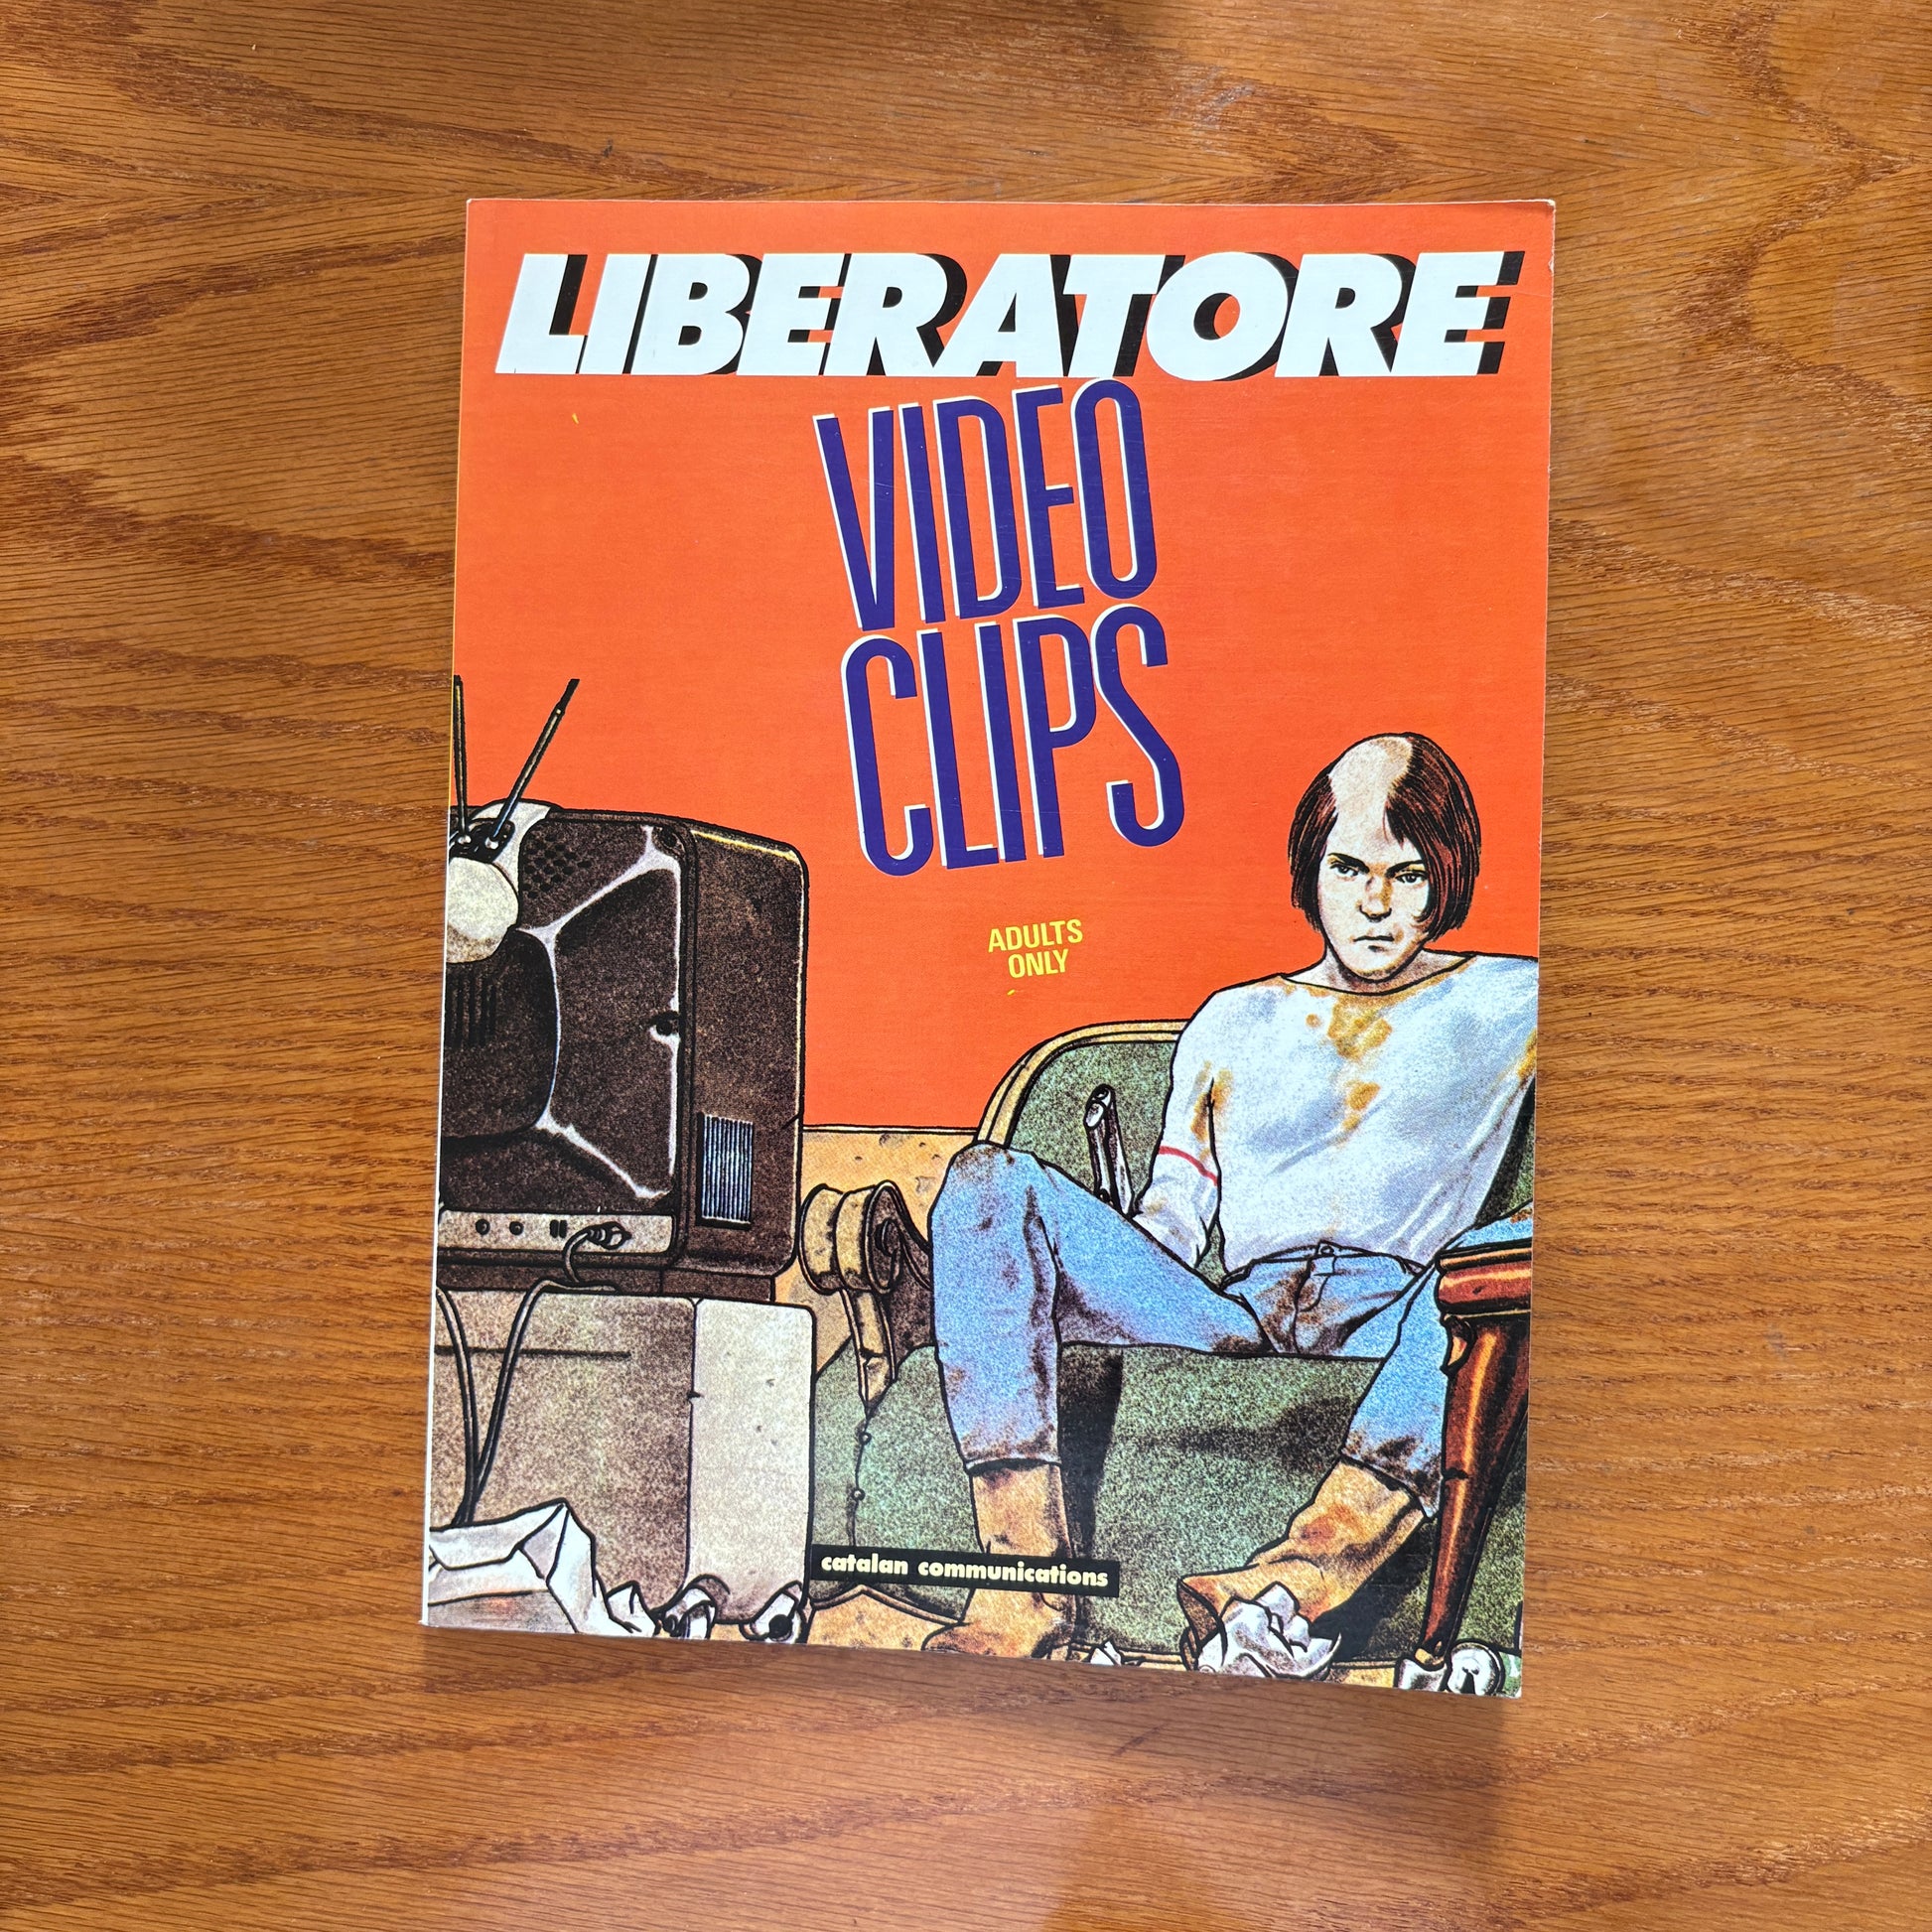 LIBERATORE
VIDEO
CLIPS
ADULTS
ONLY
catalan communications